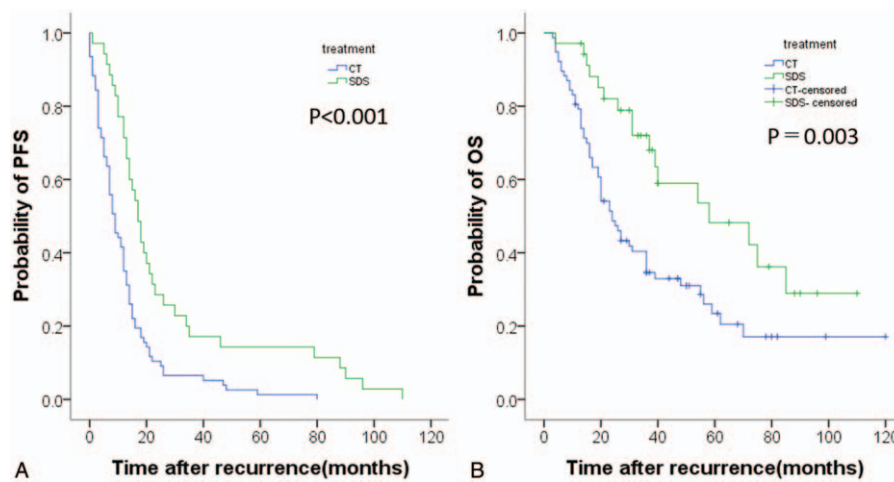 treatment
CT
SDS
P<0.001
1.0
0.8
0.6
0.4
0.2
0.0
Probability of PFS
0 20 40 60 80 100 120
Time after recurrence(months)
A
treatment
CT
SDS
CT-censored
SDS- censored
P = 0.003
1.0
0.8
0.6
0.4
0.2
0.0
Probability of OS
0 20 40 60 80 100 120
Time after recurrence(months)
B